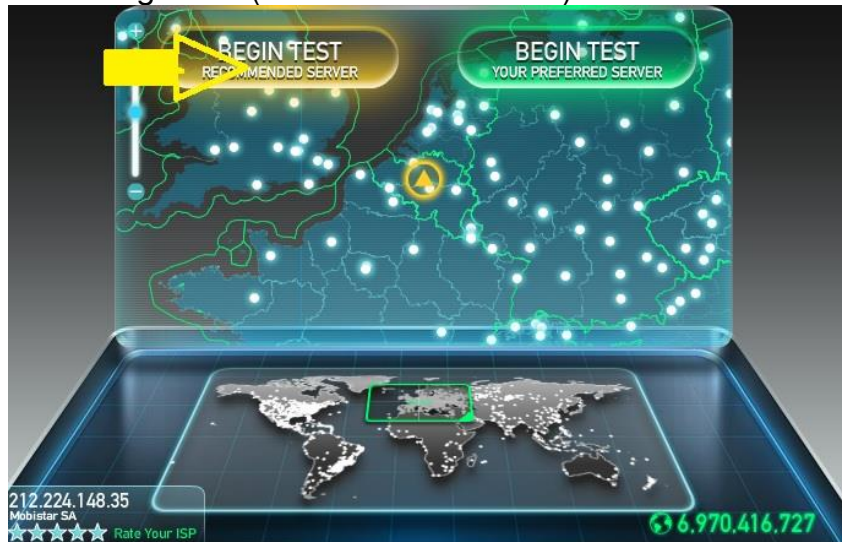 BEGIN TEST
RECOMMENDED SERVER
BEGIN TEST
YOUR PREFERRED SERVER
212.224.148.35
Mobistar SA
Rate Your ISP
6.970.416.727